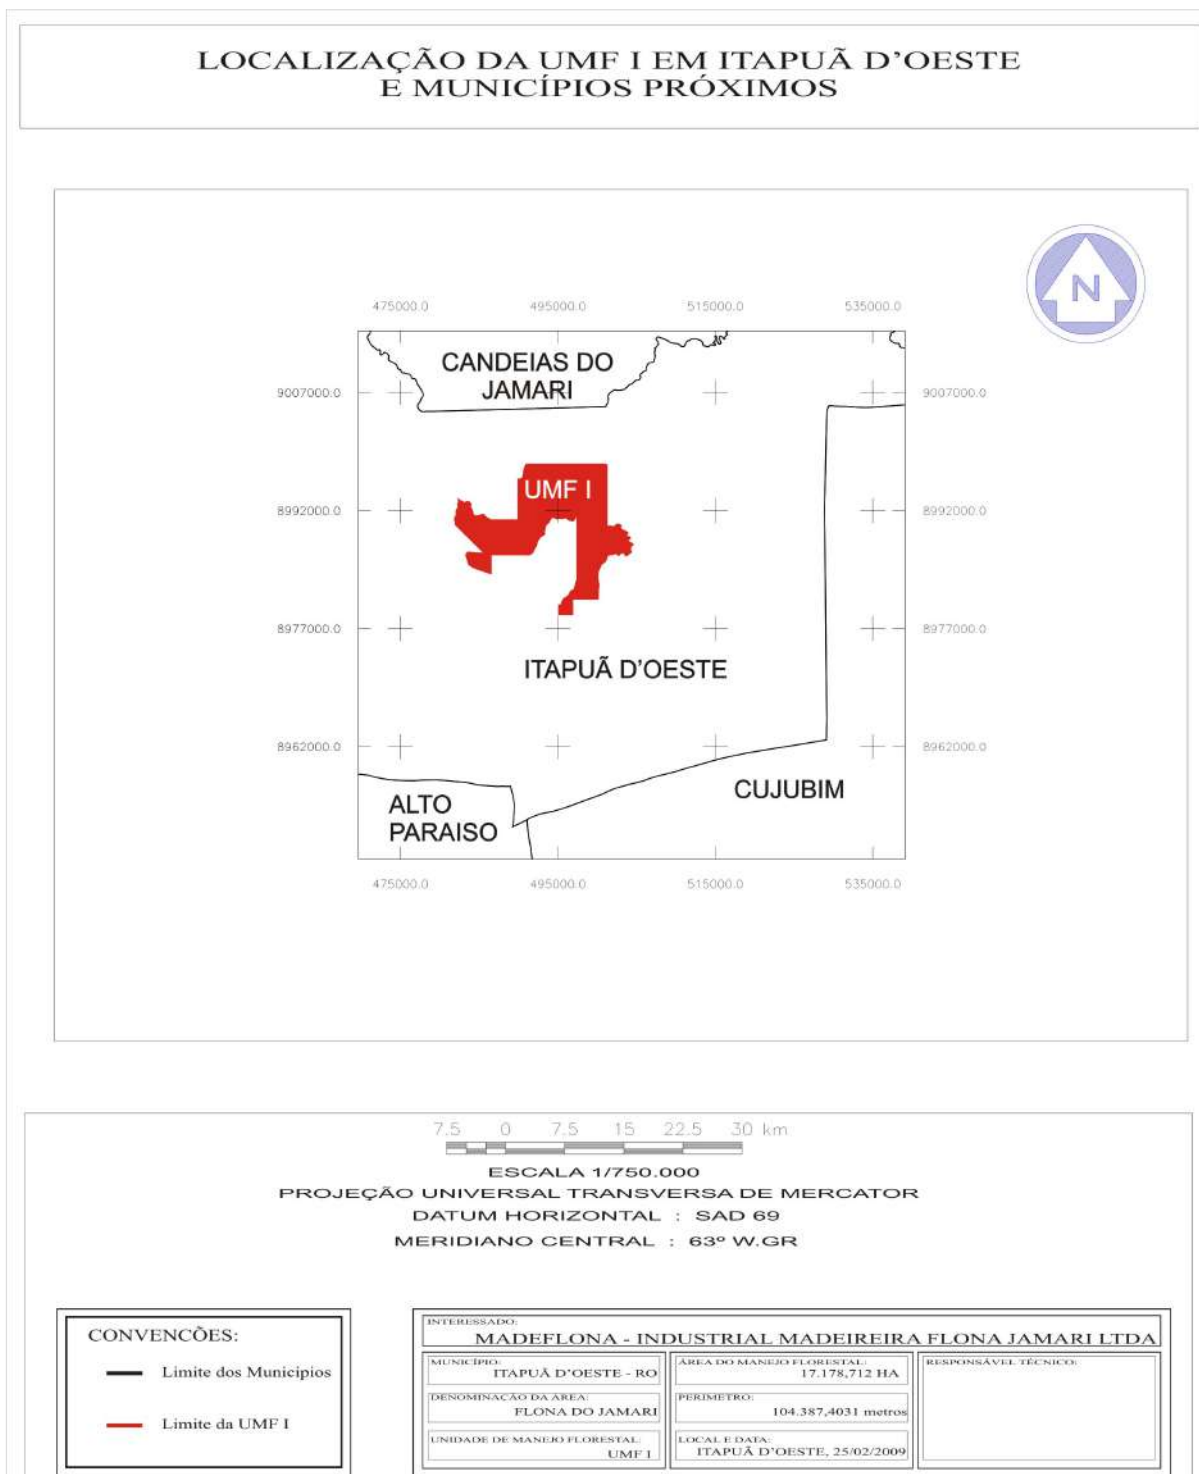 LOCALIZAÇÃO DA UMF I EM ITAPUÃ D’OESTE
E MUNICÍPIOS PRÓXIMOS
N
475000.0 495000.0 515000.0 535000.0
CANDEIAS DO
JAMARI
9007000.0 9007000.0
UMF I
8992000.0 8992000.0
8977000.0 8977000.0
ITAPUÃ D’OESTE
8962000.0 8962000.0
CUJUBIM
ALTO
PARAISO
475000.0 495000.0 515000.0 535000.0
7.5 0 7.5 15 22.5 30 km
ESCALA 1/750.000
PROJEÇÃO UNIVERSAL TRANSVERSA DE MERCATOR
DATUM HORIZONTAL : SAD 69
MERIDIANO CENTRAL : 63º W.GR
CONVENCÕES:
Limite dos Municipios
Limite da UMF I
INTERESSADO:
MADEFLONA - INDUSTRIAL MADEIREIRA FLONA JAMARI LTDA
MUNICÍPIO:
ITAPUÃ D’OESTE - RO
DENOMINAÇÃO DA ÁREA:
FLONA DO JAMARI
UNIDADE DE MANEJO FLORESTAL:
UMF I
ÁREA DO MANEJO FLORESTAL:
17.178,712 HA
PERIMETRO:
104.387,4031 metros
LOCAL E DATA:
ITAPUÃ D’OESTE, 25/02/2009
RESPONSÁVEL TÉCNICO: